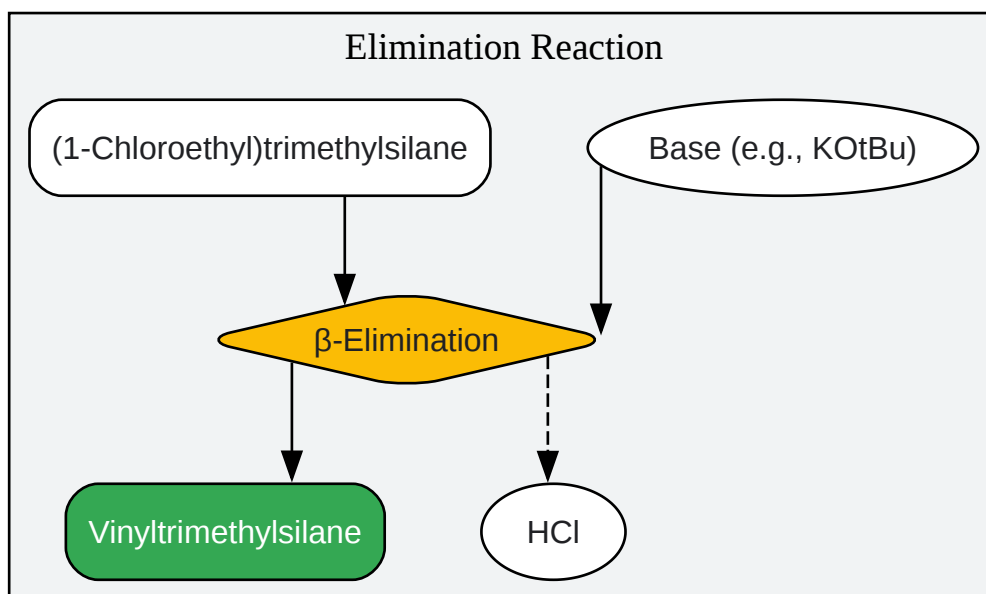 Elimination Reaction
(1-Chloroethyl)trimethylsilane
Base (e.g., KOtBu)
β-Elimination
Vinyltrimethylsilane
HCl